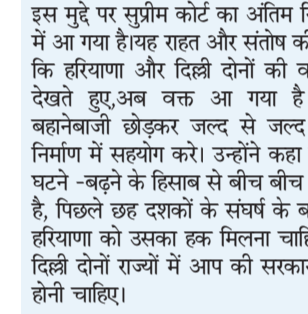 इस मुद्दे पर सुप्रीम कोर्ट का अंतिम
में आ गया है।यह राहत और संतोष
कि हरियाणा और दिल्ली दोनों की
देखते हुए,अब वक्त आ गया है
बहानेबाजी छोड़कर जल्द से जल्द
निर्माण में सहयोग करे। उन्होंने कहा
घटने -बढ़ने के हिसाब से बीच बीच
है, पिछले छह दशकों के संघर्ष के
हरियाणा को उसका हक मिलना
दिल्ली दोनों राज्यों में आप की
होनी चाहिए।